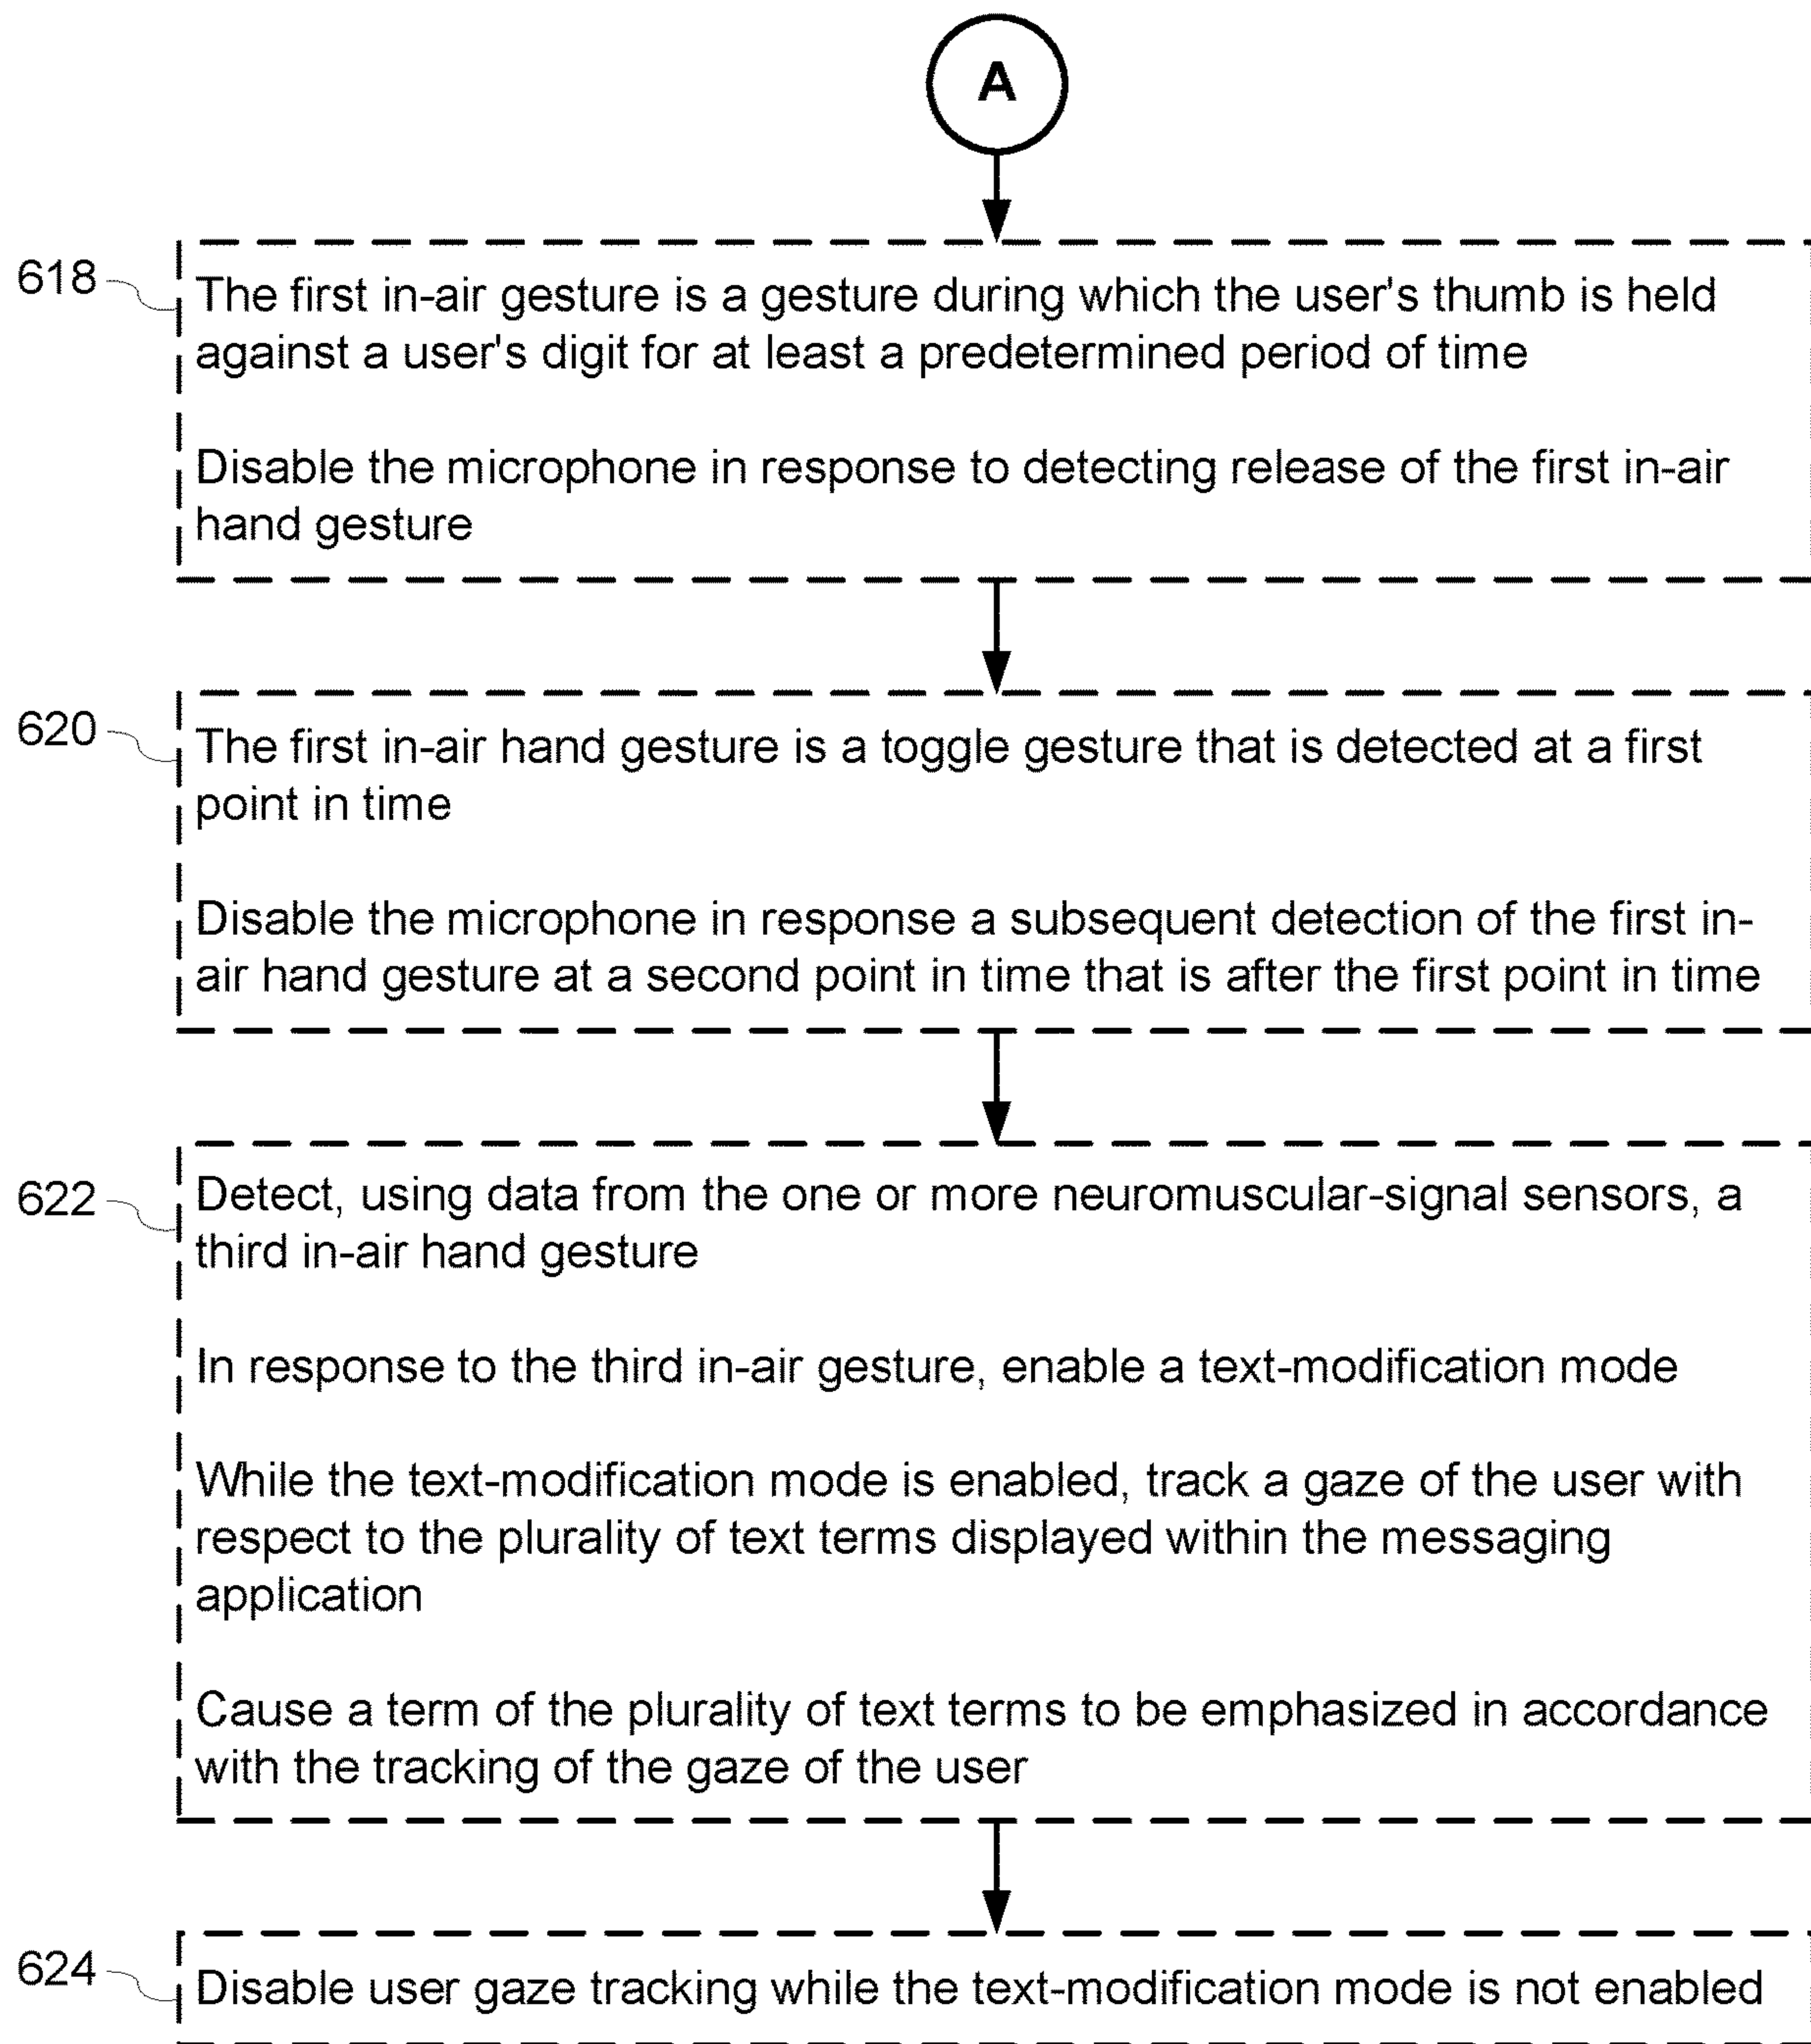 A
618
The first in-air gesture is a gesture during which the user's thumb is held
against a user's digit for at least a predetermined period of time
Disable the microphone in response to detecting release of the first in-air
hand gesture
620
The first in-air hand gesture is a toggle gesture that is detected at a first
point in time
Disable the microphone in response a subsequent detection of the first in-
air hand gesture at a second point in time that is after the first point in time
622
Detect, using data from the one or more neuromuscular-signal sensors, a
third in-air hand gesture
In response to the third in-air gesture, enable a text-modification mode
While the text-modification mode is enabled, track a gaze of the user with
respect to the plurality of text terms displayed within the messaging
application
Cause a term of the plurality of text terms to be emphasized in accordance
with the tracking of the gaze of the user
624
Disable user gaze tracking while the text-modification mode is not enabled